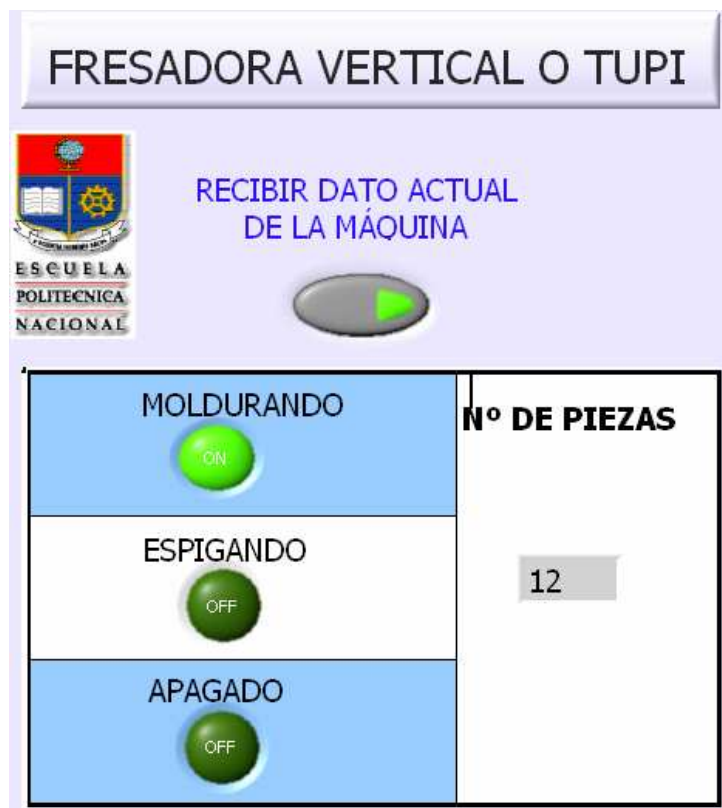 FRESADORA VERTICAL O TUPI
RECIBIR DATO ACTUAL
DE LA MÁQUINA
ESCUELA
POLITECNICA
NACIONAL
MOLDURANDO
ON
Nº DE PIEZAS
ESPIGANDO
OFF
12
APAGADO
OFF